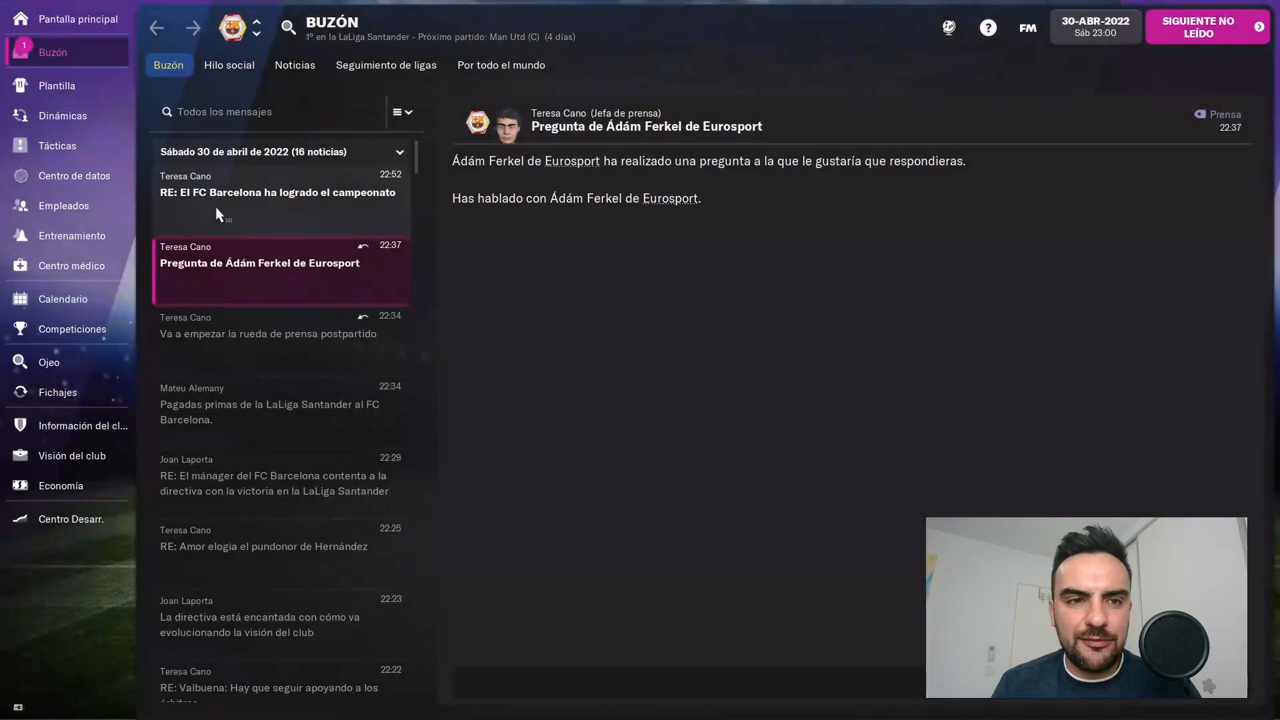 Pantalla principal
1
Buzón
Plantilla
Dinámicas
Tácticas
Centro de datos
Empleados
Entrenamiento
Centro médico
Calendario
Competiciones
Ojeo
Fichajes
Información del cl...
Visión del club
Economía
Centro Desarr.
BUZÓN
1º en la LaLiga Santander - Próximo partido: Man Utd (C) (4 días)
?
FM
30-ABR-2022
Sáb 23:00
SIGUIENTE NO
LEÍDO
Buzón
Hilo social
Noticias
Seguimiento de ligas
Por todo el mundo
Todos los mensajes
Sábado 30 de abril de 2022 (16 noticias)
Teresa Cano 22:52
RE: El FC Barcelona ha logrado el campeonato
Teresa Cano 22:37
Pregunta de Ádám Ferkel de Eurosport
Teresa Cano 22:34
Va a empezar la rueda de prensa postpartido
Mateu Alemany 22:34
Pagadas primas de la LaLiga Santander al FC
Barcelona.
Joan Laporta 22:29
RE: El mánager del FC Barcelona contenta a la
directiva con la victoria en la LaLiga Santander
Teresa Cano 22:25
RE: Amor elogia el pundonor de Hernández
Joan Laporta 22:23
La directiva está encantada con cómo va
evolucionando la visión del club
Teresa Cano 22:22
RE: Valbuena: Hay que seguir apoyando a los
árbitros
Teresa Cano (Jefa de prensa)
Pregunta de Ádám Ferkel de Eurosport
Prensa
22:37
Ádám Ferkel de Eurosport ha realizado una pregunta a la que le gustaría que respondieras.
Has hablado con Ádám Ferkel de Eurosport.